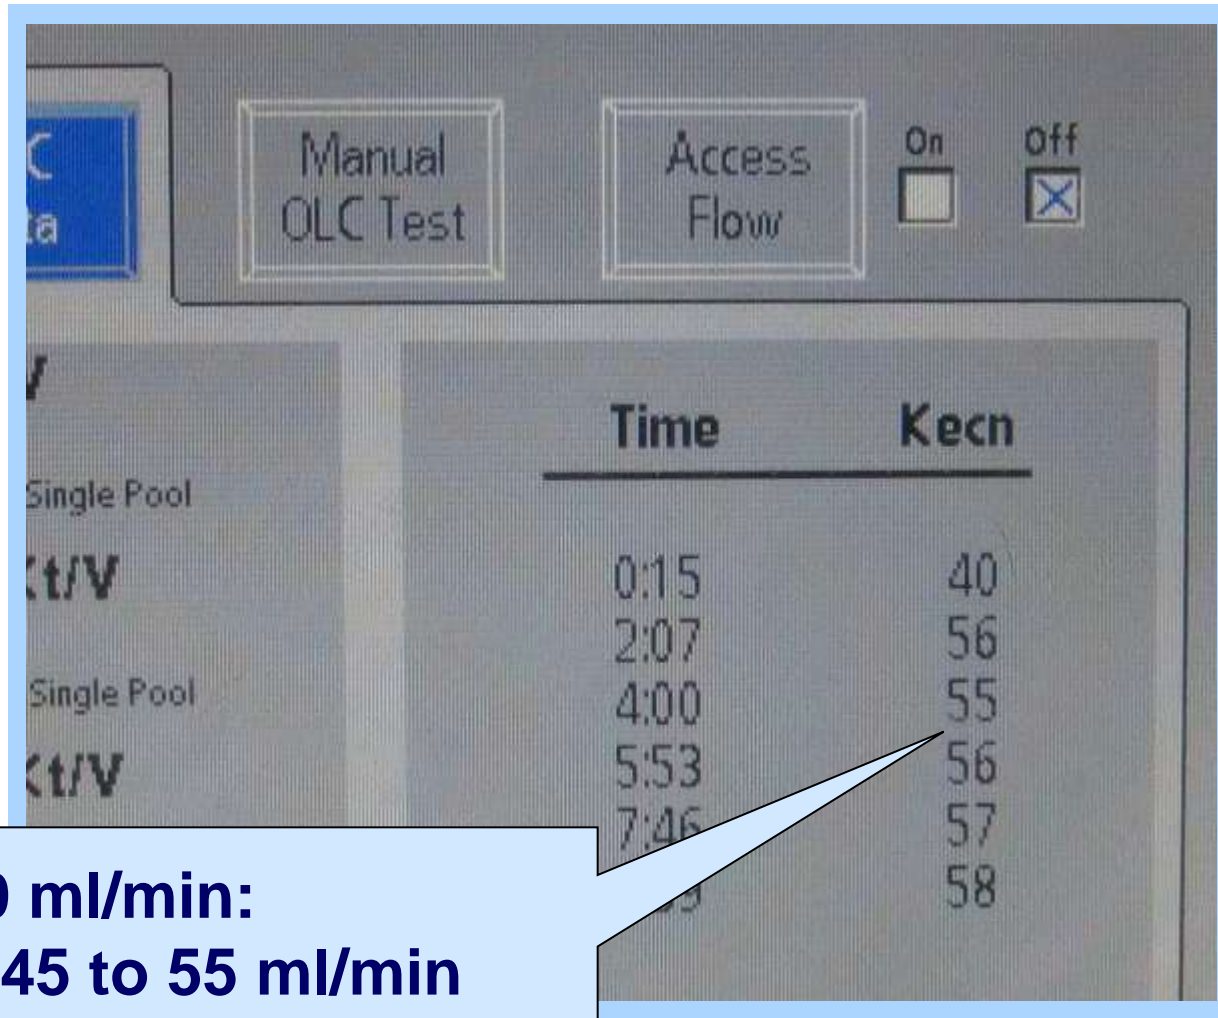 Manual
OLC Test
Access
Flow
On
Off
ta
V
Single Pool
Kt/V
Single Pool
Kt/V
Time Kecn
0:15 40
2:07 56
4:00 55
5:53 56
7:46 57
58
0 ml/min:
45 to 55 ml/min